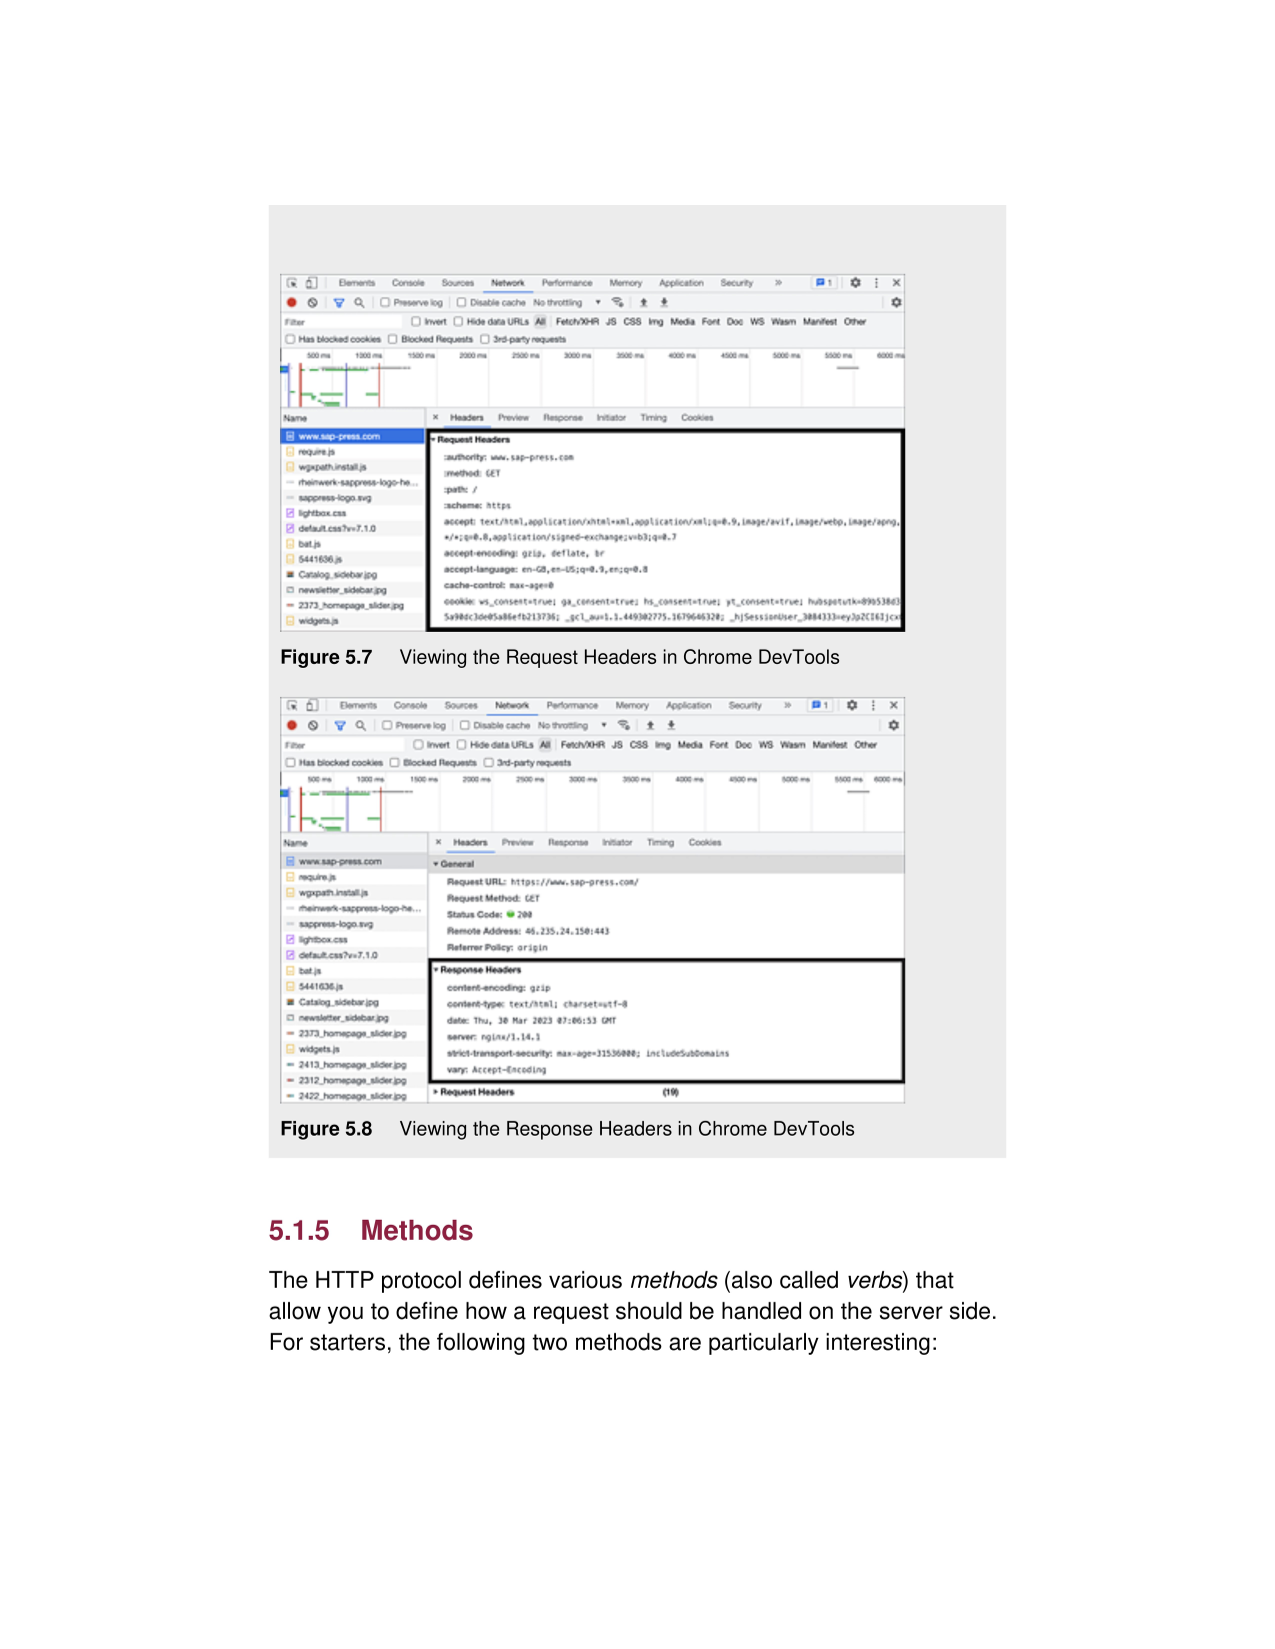 Elements Console Sources Network Performance Memory Application Security » 1
Preserve log Disable cache No throttling
Filter Invert Hide data URLs All Fetch/XHR JS CSS Img Media Font Doc WS Wasm Manifest Other
Has blocked cookies Blocked Requests 3rd-party requests
500 ms 1000 ms 1500 ms 2000 ms 2500 ms 3000 ms 3500 ms 4000 ms 4500 ms 5000 ms 5500 ms 6000 ms
Name × Headers Preview Response Initiator Timing Cookies
www.sap-press.com
require.js
wgxpath.install.js
rheinwerk-sappress-logo-he...
sappress-logo.svg
lightbox.css
default.css?v=7.1.0
bat.js
5441636.js
Catalog_sidebar.jpg
newsletter_sidebar.jpg
2373_homepage_slider.jpg
widgets.js
Request Headers
:authority: www.sap-press.com
:method: GET
:path: /
:scheme: https
accept: text/html,application/xhtml+xml,application/xml;q=0.9,image/avif,image/webp,image/apng,
*/*;q=0.8,application/signed-exchange;v=b3;q=0.7
accept-encoding: gzip, deflate, br
accept-language: en-GB,en-US;q=0.9,en;q=0.8
cache-control: max-age=0
cookie: ws_consent=true; ga_consent=true; hs_consent=true; yt_consent=true; hubspotutk=89b538d3
5a90dc3de05a86efb213736; _gcl_au=1.1.449302775.1679646320; _hjSessionUser_3084333=
Figure 5.7 Viewing the Request Headers in Chrome DevTools
Elements Console Sources Network Performance Memory Application Security » 1
Preserve log Disable cache No throttling
Filter Invert Hide data URLs All Fetch/XHR JS CSS Img Media Font Doc WS Wasm Manifest Other
Has blocked cookies Blocked Requests 3rd-party requests
500 ms 1000 ms 1500 ms 2000 ms 2500 ms 3000 ms 3500 ms 4000 ms 4500 ms 5000 ms 5500 ms 6000 ms
Name × Headers Preview Response Initiator Timing Cookies
www.sap-press.com
require.js
wgxpath.install.js
rheinwerk-sappress-logo-he...
sappress-logo.svg
lightbox.css
default.css?v=7.1.0
bat.js
5441636.js
Catalog_sidebar.jpg
newsletter_sidebar.jpg
2373_homepage_slider.jpg
widgets.js
2413_homepage_slider.jpg
2312_homepage_slider.jpg
2422_homepage_slider.jpg
General
Request URL: https://www.sap-press.com/
Request Method: GET
Status Code: 200
Remote Address: 46.235.24.150:443
Referrer Policy: origin
Response Headers
content-encoding: gzip
content-type: text/html; charset=utf-8
date: Thu, 30 Mar 2023 07:06:53 GMT
server: nginx/1.14.1
strict-transport-security: max-age=31536000; includeSubDomains
vary: Accept-Encoding
Request Headers (19)
Figure 5.8 Viewing the Response Headers in Chrome DevTools
5.1.5 Methods
The HTTP protocol defines various methods (also called verbs) that
allow you to define how a request should be handled on the server side.
For starters, the following two methods are particularly interesting: